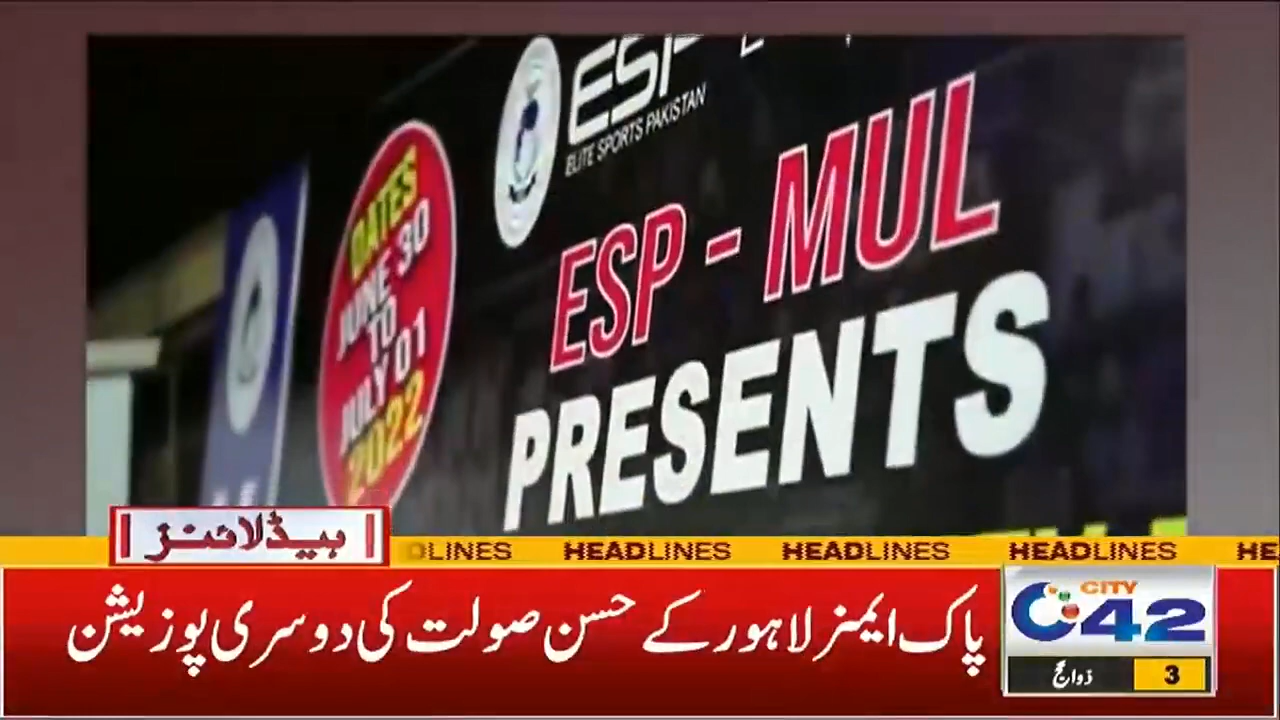 ESP
ELITE SPORTS PAKISTAN
DATES
JUNE 30
TO
JULY 01
2022
ESP - MUL
PRESENTS
ہیڈلائنز
LINES HEADLINES HEADLINES HEADLINES HE
پاک ایمنز لاہور کے حسن صولت کی دوسری پوزیشن
CITY
42
ذوالحج
3